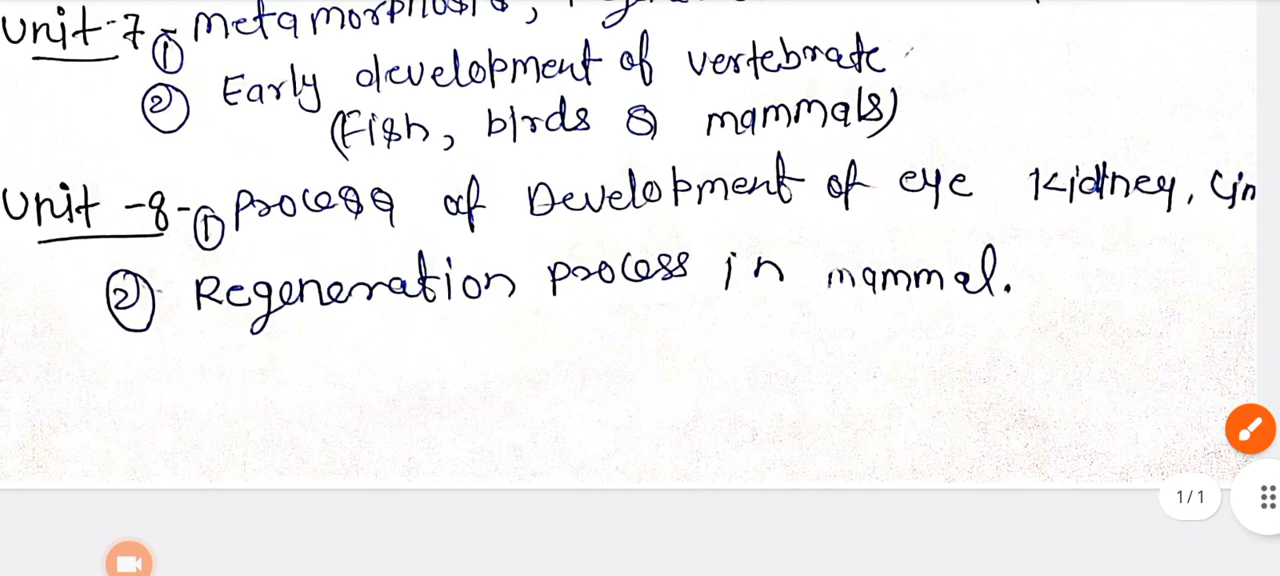 Unit-7 ① Metamorphosis,
② Early development of vertebrate
(Fish, birds & mammals)
Unit -8-① Process of Development of eye Kidney,
② Regeneration process in mammal.
1/1